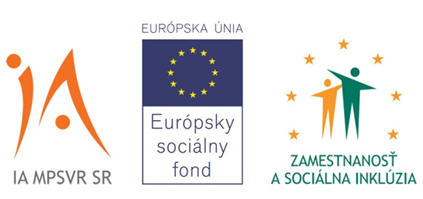 IA
IA MPSVR SR
EURÓPSKA ÚNIA
Európsky
sociálny
fond
ZAMESTNANOSŤ
A SOCIÁLNA INKLÚZIA